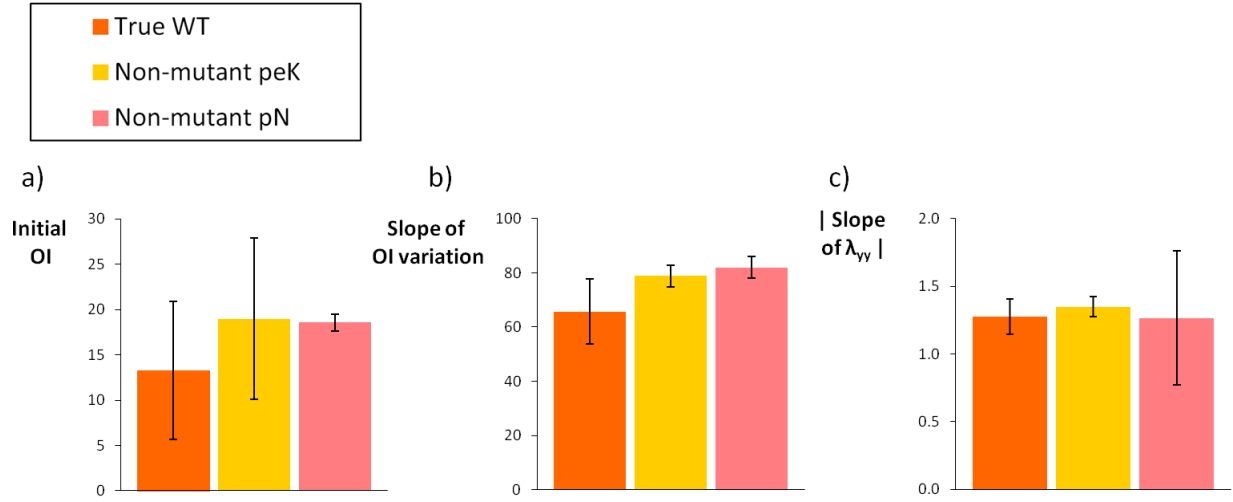 True WT
Non-mutant peK
Non-mutant pN
a)
Initial
OI
30
25
20
15
10
5
0
b)
Slope of
OI variation
100
80
60
40
20
0
c)
| Slope
of λyy |
2.0
1.5
1.0
0.5
0.0